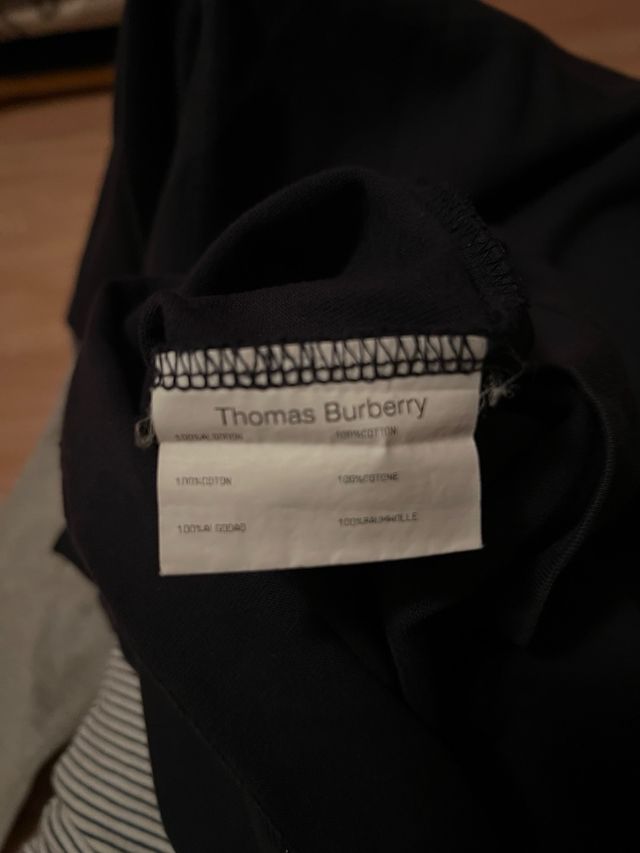 Thomas Burberry
100%ALGODON 100%COTTON
100%COTON 100%COTONE
100%ALGODAO 100%BAUMWOLLE